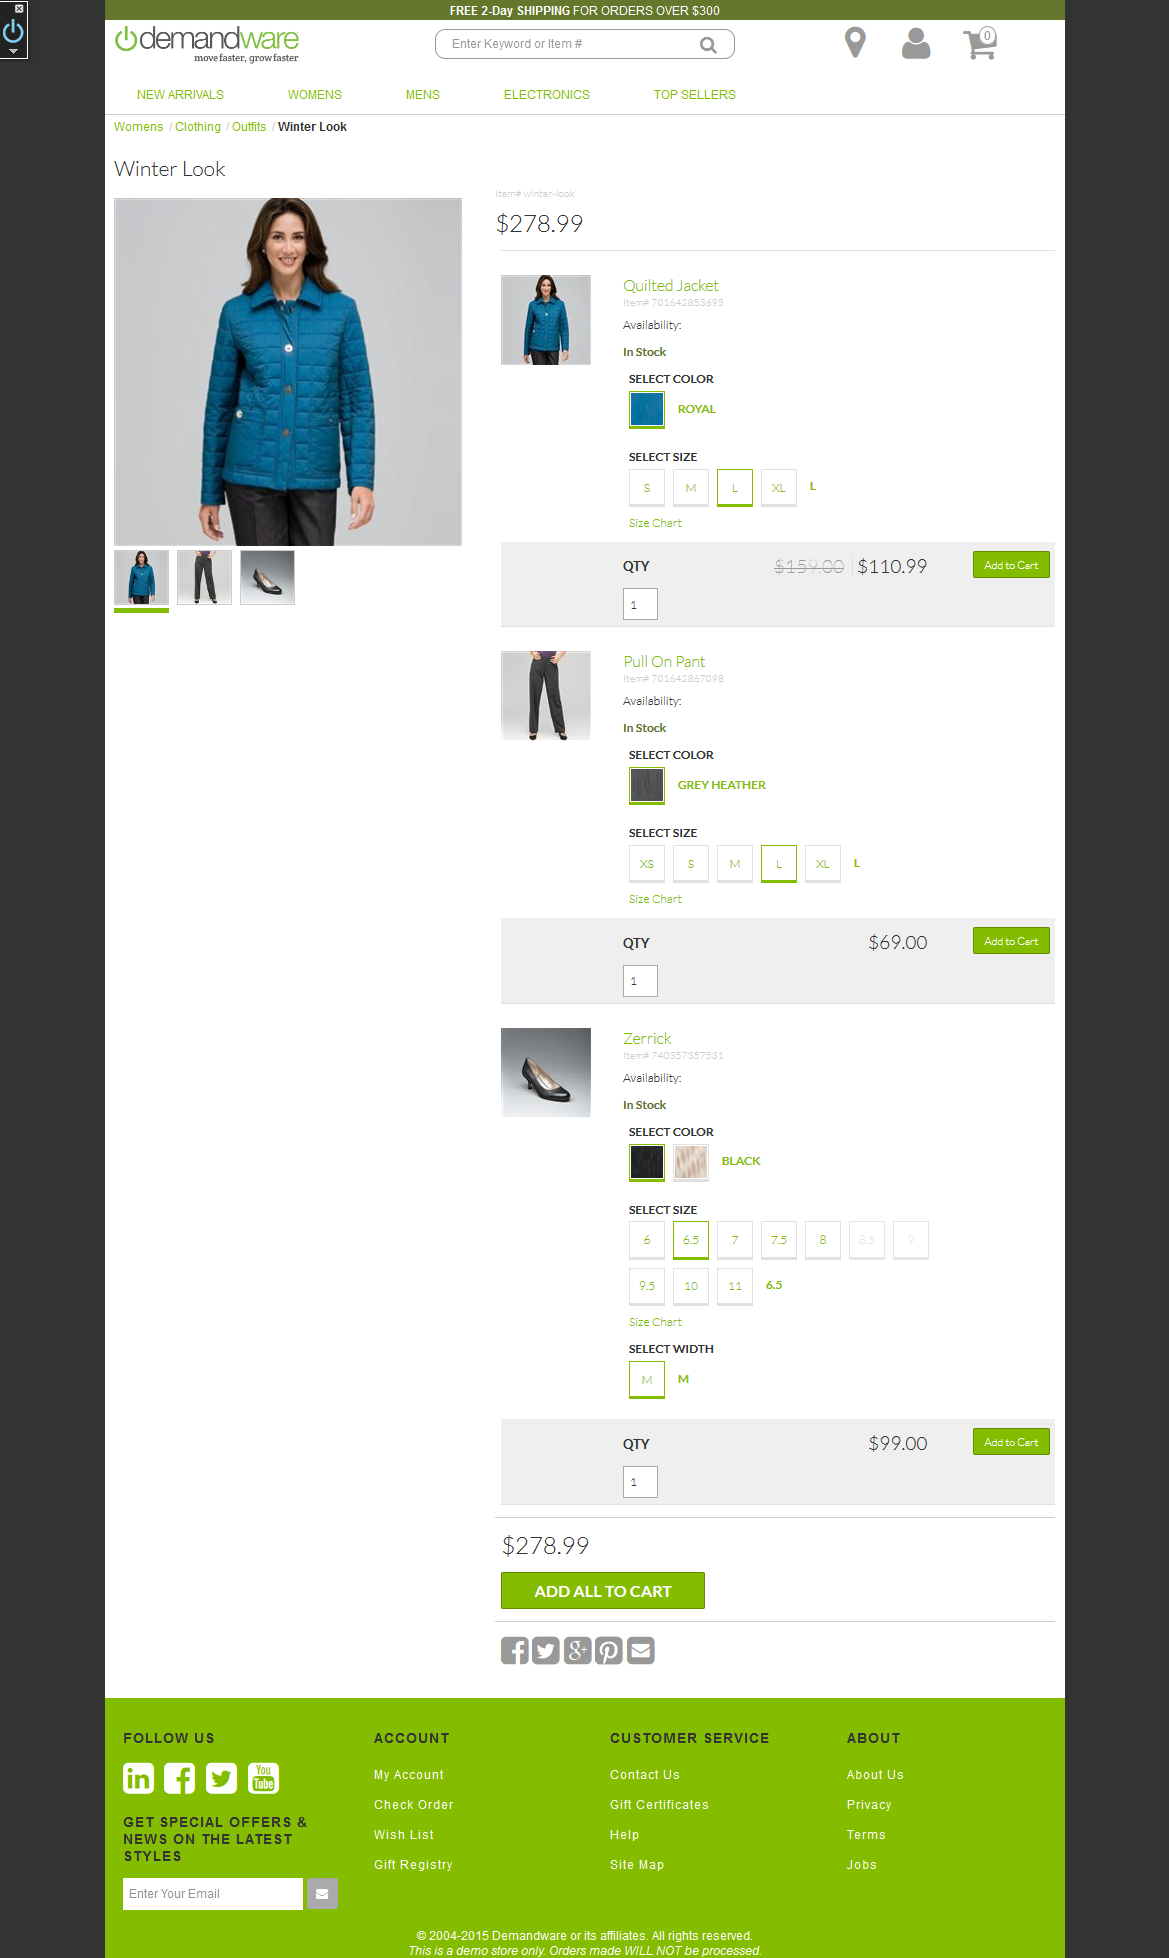 FREE 2-Day SHIPPING FOR ORDERS OVER $300
demandware
move faster, grow faster
Enter Keyword or Item #
0
NEW ARRIVALS WOMENS MENS ELECTRONICS TOP SELLERS
Womens / Clothing / Outfits / Winter Look
Winter Look
Item# winter-look
$278.99
Quilted Jacket
Item# 701642853695
Availability:
In Stock
SELECT COLOR
ROYAL
SELECT SIZE
S M L XL L
Size Chart
QTY $159.00 $110.99 Add to Cart
1
Pull On Pant
Item# 701642867098
Availability:
In Stock
SELECT COLOR
GREY HEATHER
SELECT SIZE
XS S M L XL L
Size Chart
QTY $69.00 Add to Cart
1
Zerrick
Item# 740357357531
Availability:
In Stock
SELECT COLOR
BLACK
SELECT SIZE
6 6.5 7 7.5 8 8.5 9
9.5 10 11 6.5
Size Chart
SELECT WIDTH
M M
QTY $99.00 Add to Cart
1
$278.99
ADD ALL TO CART
FOLLOW US
You Tube
GET SPECIAL OFFERS &
NEWS ON THE LATEST
STYLES
Enter Your Email
ACCOUNT
My Account
Check Order
Wish List
Gift Registry
CUSTOMER SERVICE
Contact Us
Gift Certificates
Help
Site Map
ABOUT
About Us
Privacy
Terms
Jobs
© 2004-2015 Demandware or its affiliates. All rights reserved.
This is a demo store only. Orders made WILL NOT be processed.